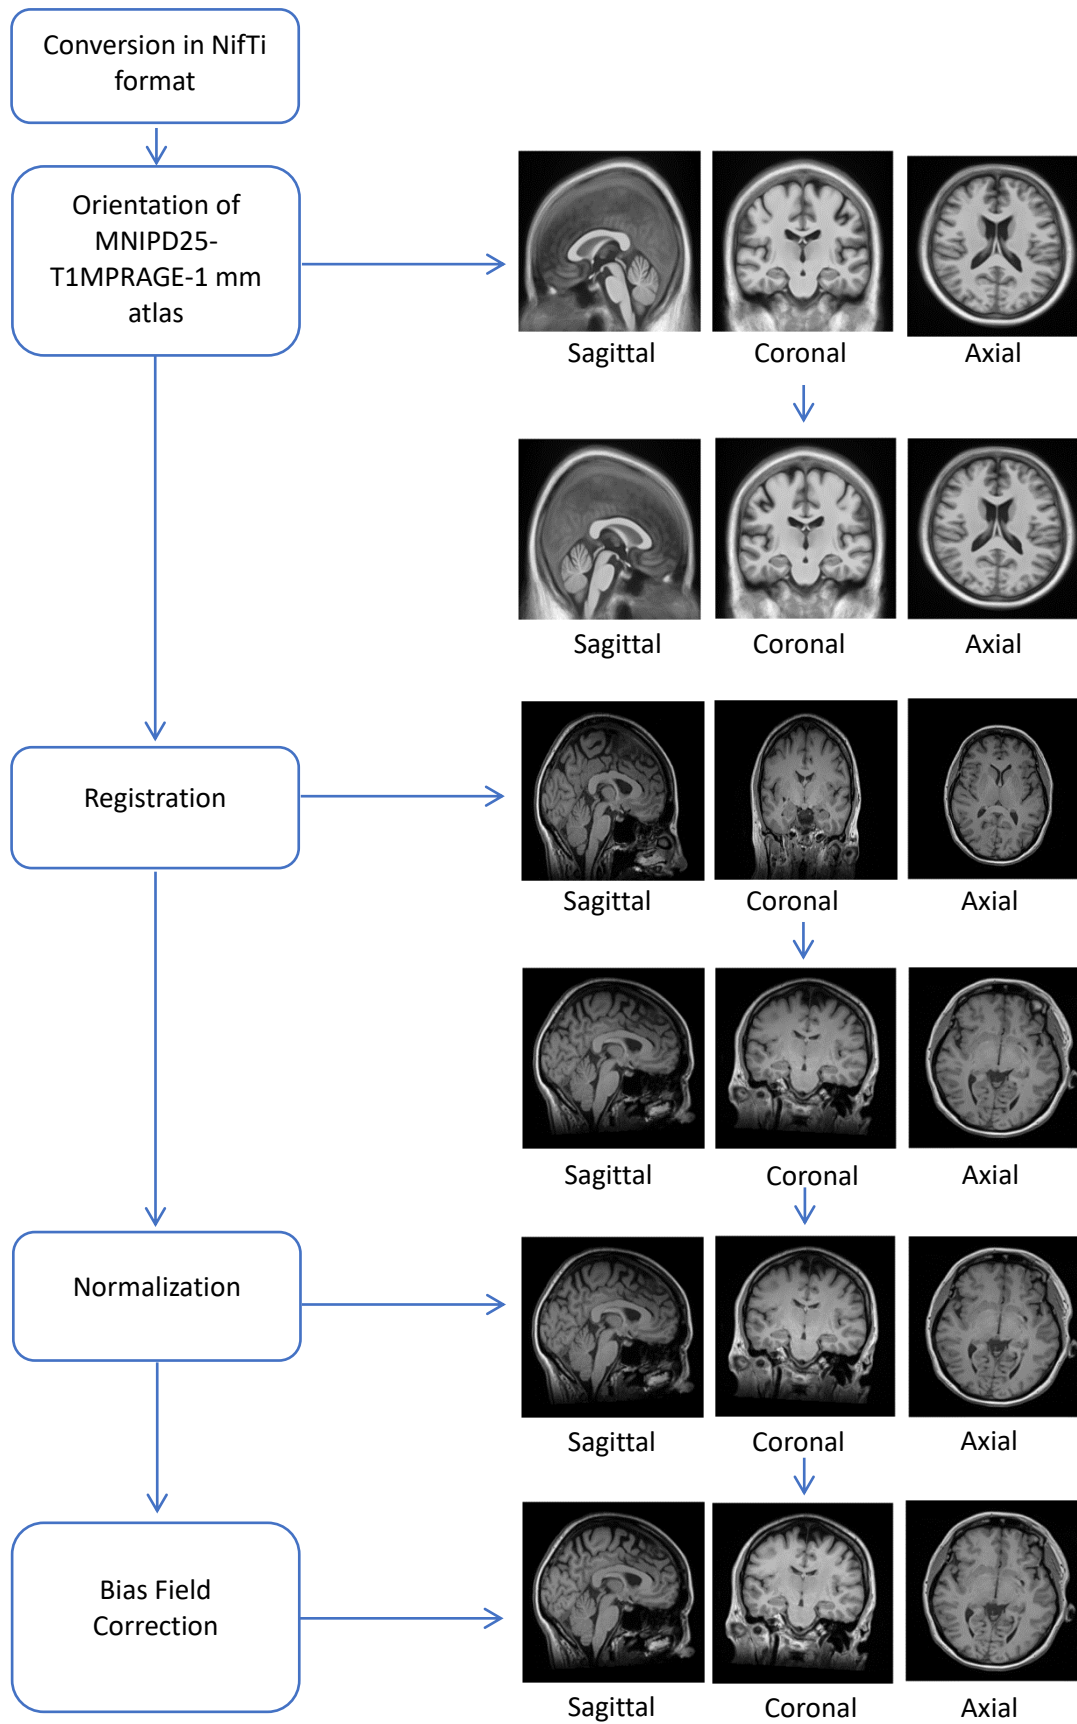 Conversion in NifTi
format
Orientation of
MNIPD25-
T1MPRAGE-1 mm
atlas
Sagittal Coronal Axial
Sagittal Coronal Axial
Registration
Sagittal Coronal Axial
Sagittal Coronal Axial
Normalization
Sagittal Coronal Axial
Bias Field
Correction
Sagittal Coronal Axial